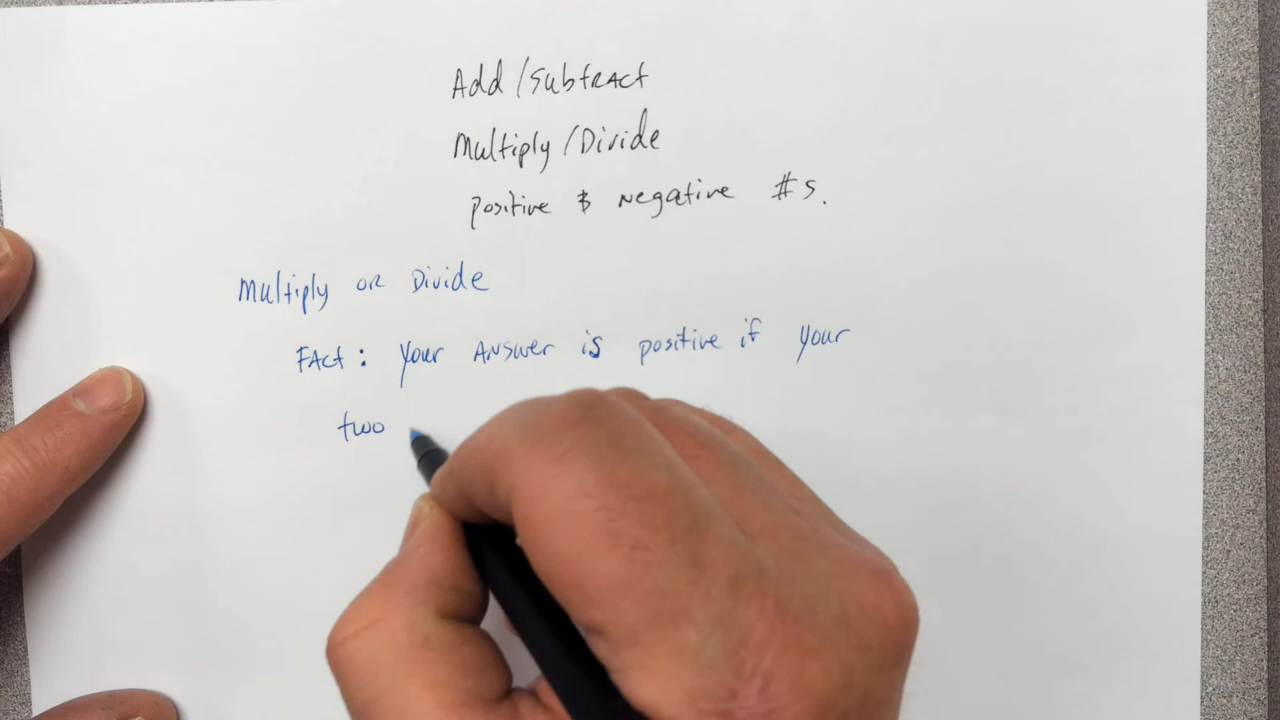 Add/Subtract
Multiply/Divide
positive & negative #s.
Multiply or Divide
Fact: your answer is positive if your
two